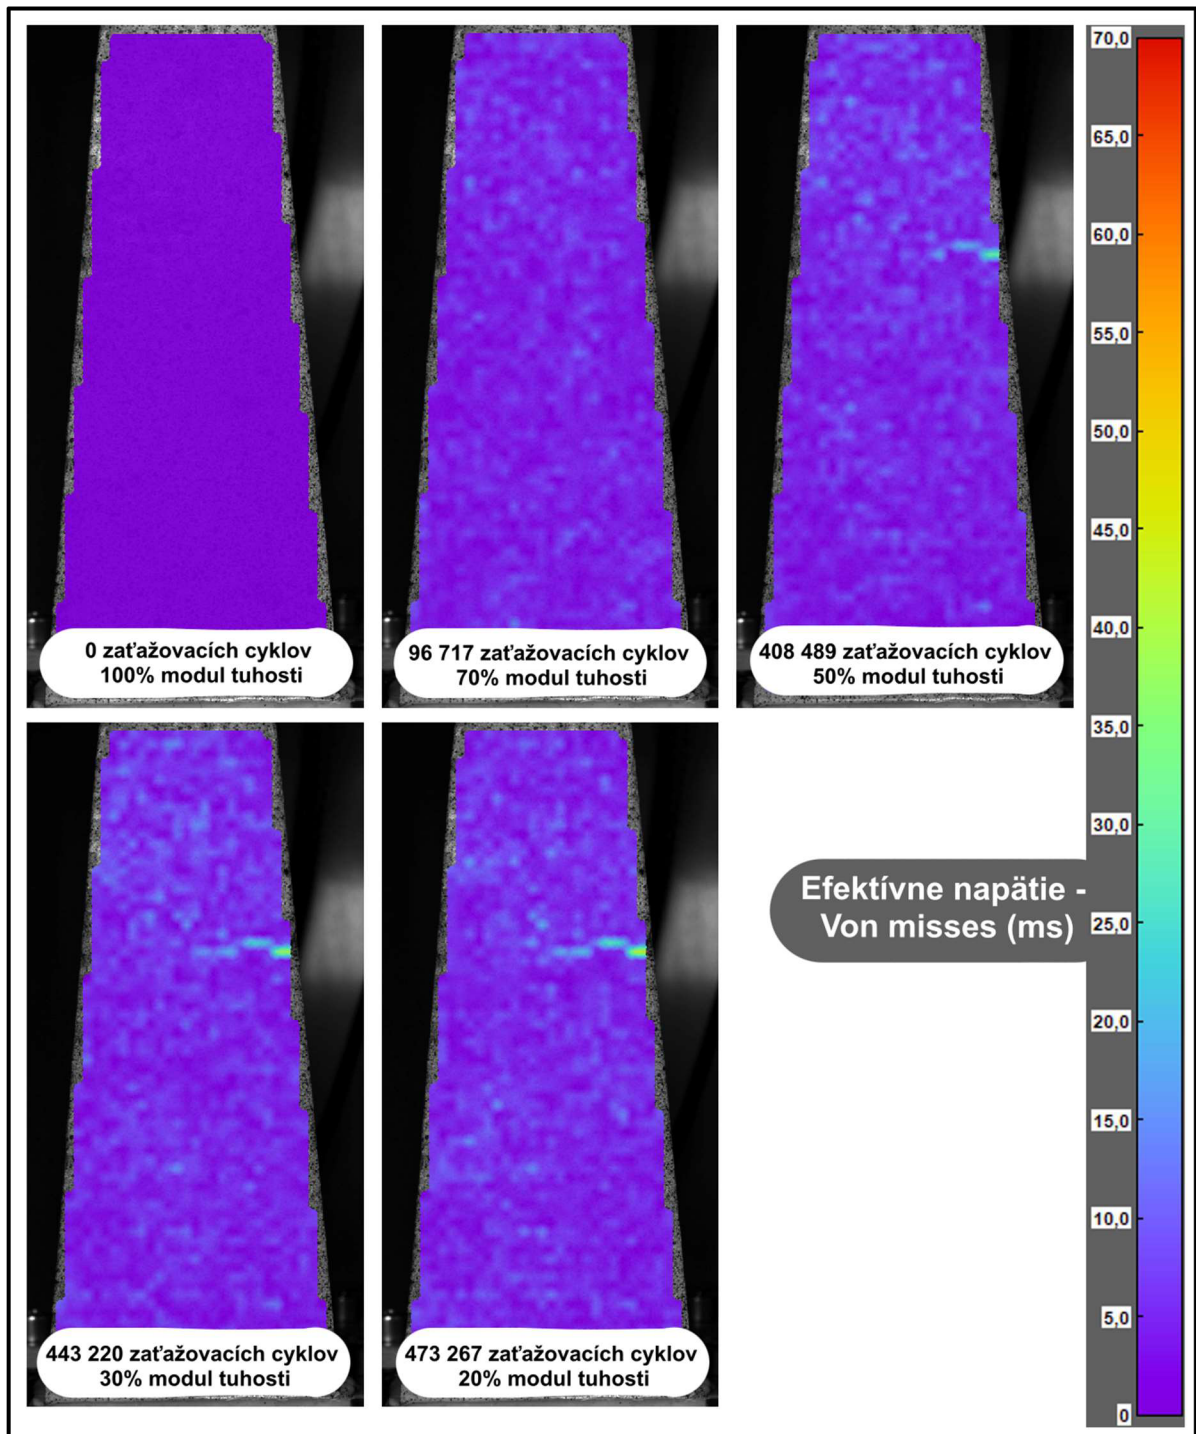 0 zaťažovacích cyklov
100% modul tuhosti
96 717 zaťažovacích cyklov
70% modul tuhosti
408 489 zaťažovacích cyklov
50% modul tuhosti
443 220 zaťažovacích cyklov
30% modul tuhosti
473 267 zaťažovacích cyklov
20% modul tuhosti
Efektívne napätie -
Von misses (ms)
70,0
65,0
60,0
55,0
50,0
45,0
40,0
35,0
30,0
25,0
20,0
15,0
10,0
5,0
0